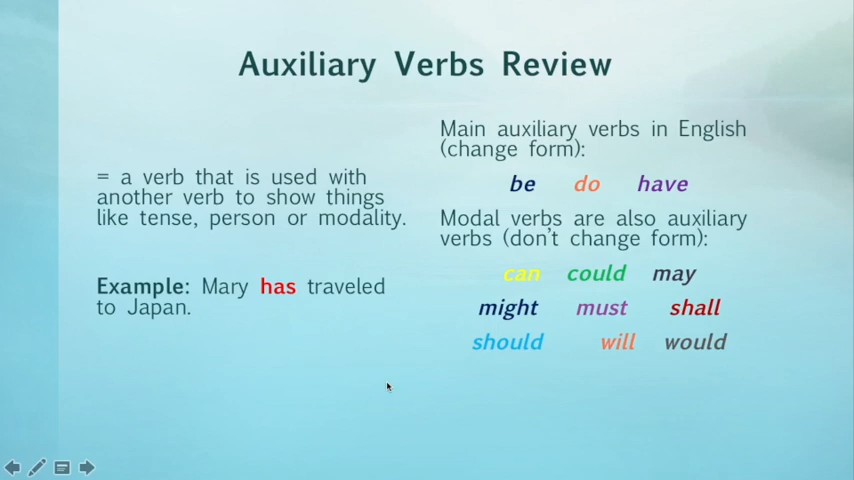 Auxiliary Verbs Review
= a verb that is used with
another verb to show things
like tense, person or modality.
Example: Mary has traveled
to Japan.
Main auxiliary verbs in English
(change form):
be do have
Modal verbs are also auxiliary
verbs (don't change form):
can could may
might must shall
should will would